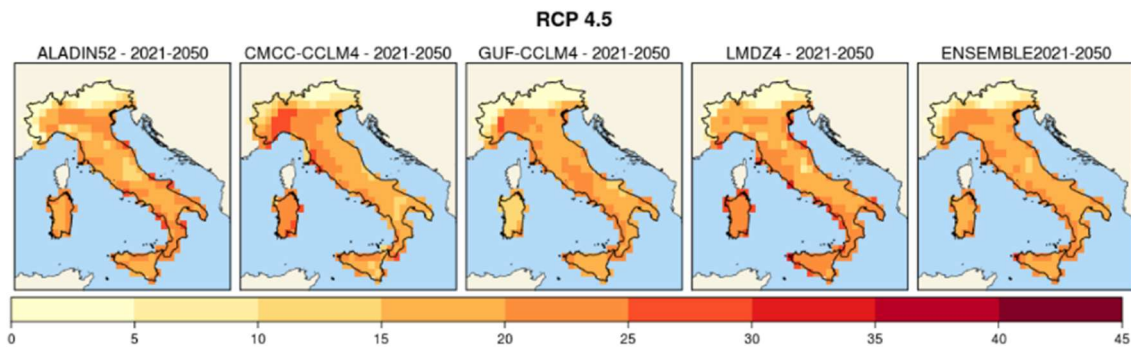 RCP 4.5
ALADIN52 - 2021-2050 CMCC-CCLM4 - 2021-2050 GUF-CCLM4 - 2021-2050 LMDZ4 - 2021-2050 ENSEMBLE2021-2050
0 5 10 15 20 25 30 35 40 45